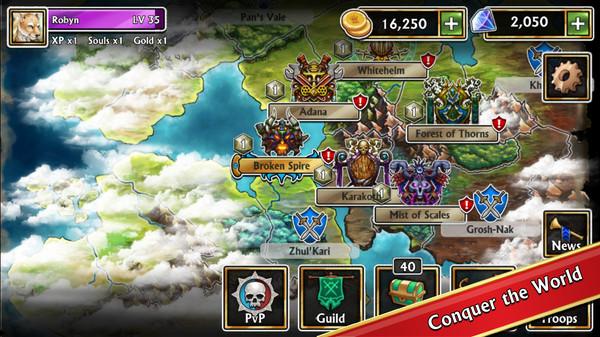 Robyn LV 35
XP x1 Souls x1 Gold x1
Pan's Vale
16,250
2,050
Whitehelm
Adana
Forest of Thorns
Broken Spire
Karakoth
Mist of Scales
Grosh-Nak
Zhul'Kari
News
40
PvP
Guild
Troops
Conquer the World